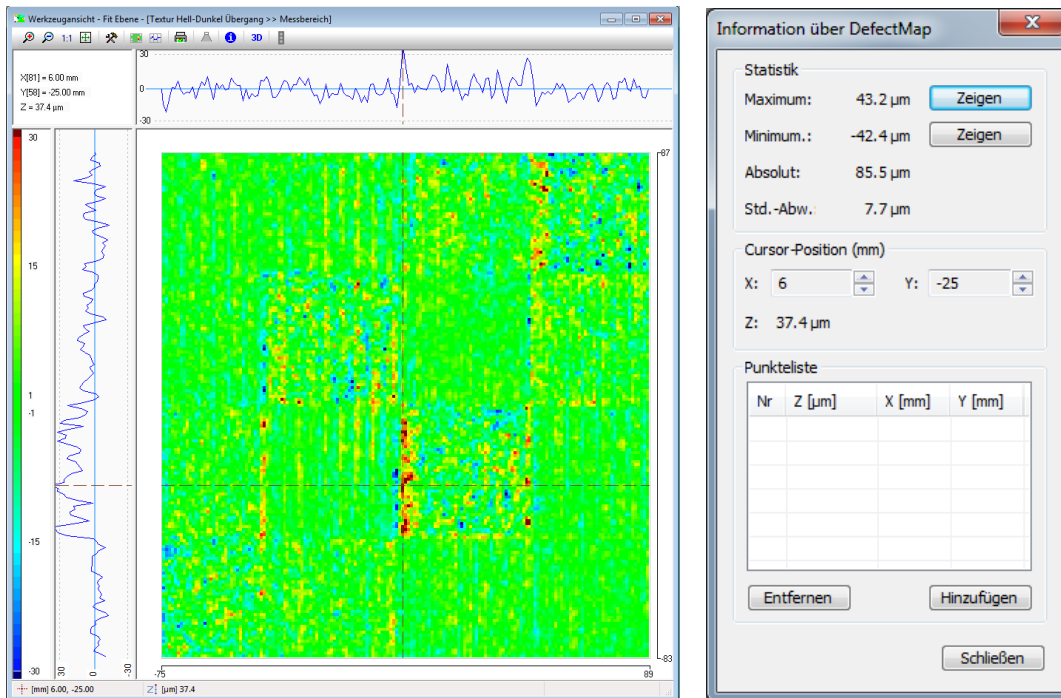 Werkzeugansicht - Fit Ebene - [Textur Hell-Dunkel Übergang >> Messbereich]
1:1
3D
X[81] = 6.00 mm
Y[58] = -25.00 mm
Z = 37.4 µm
30
0
-30
30
15
1
-1
-15
-30
30
0
-30
87
-83
-75
89
[mm] 6.00, -25.00
Z [µm] 37.4
Information über DefectMap
Statistik
Maximum: 43.2 µm Zeigen
Minimum.: -42.4 µm Zeigen
Absolut: 85.5 µm
Std.-Abw.: 7.7 µm
Cursor-Position (mm)
X: 6 Y: -25
Z: 37.4 µm
Punkteliste
Nr Z [µm] X [mm] Y [mm]
Entfernen Hinzufügen
Schließen